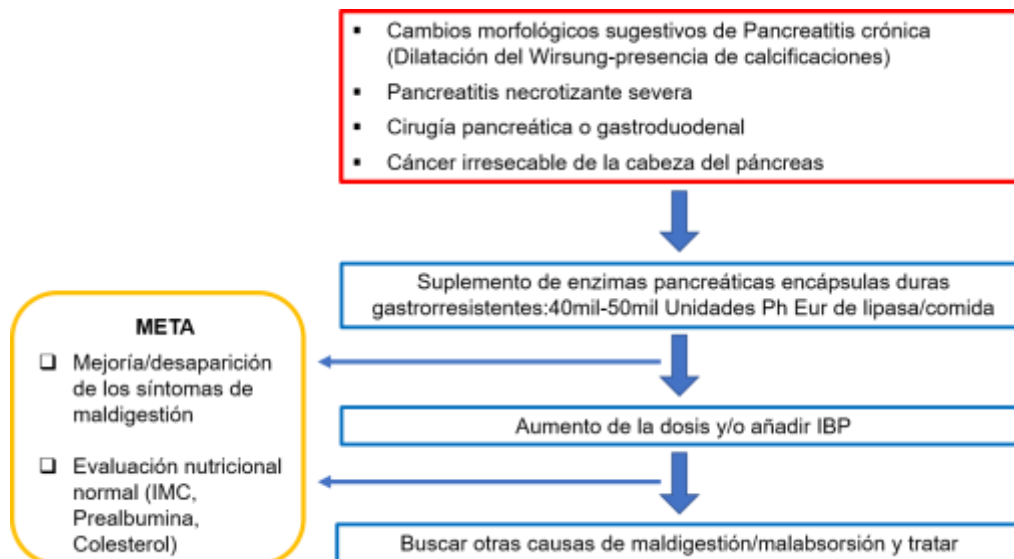 ▪ Cambios morfológicos sugestivos de Pancreatitis crónica
(Dilatación del Wirsung-presencia de calcificaciones)
▪ Pancreatitis necrotizante severa
▪ Cirugía pancreática o gastroduodenal
▪ Cáncer irresecable de la cabeza del páncreas
Suplemento de enzimas pancreáticas encápsulas duras
gastrorresistentes:40mil-50mil Unidades Ph Eur de lipasa/comida
META
❑ Mejoría/desaparición
de los síntomas de
maldigestión
❑ Evaluación nutricional
normal (IMC,
Prealbumina,
Colesterol)
Aumento de la dosis y/o añadir IBP
Buscar otras causas de maldigestión/malabsorsión y tratar